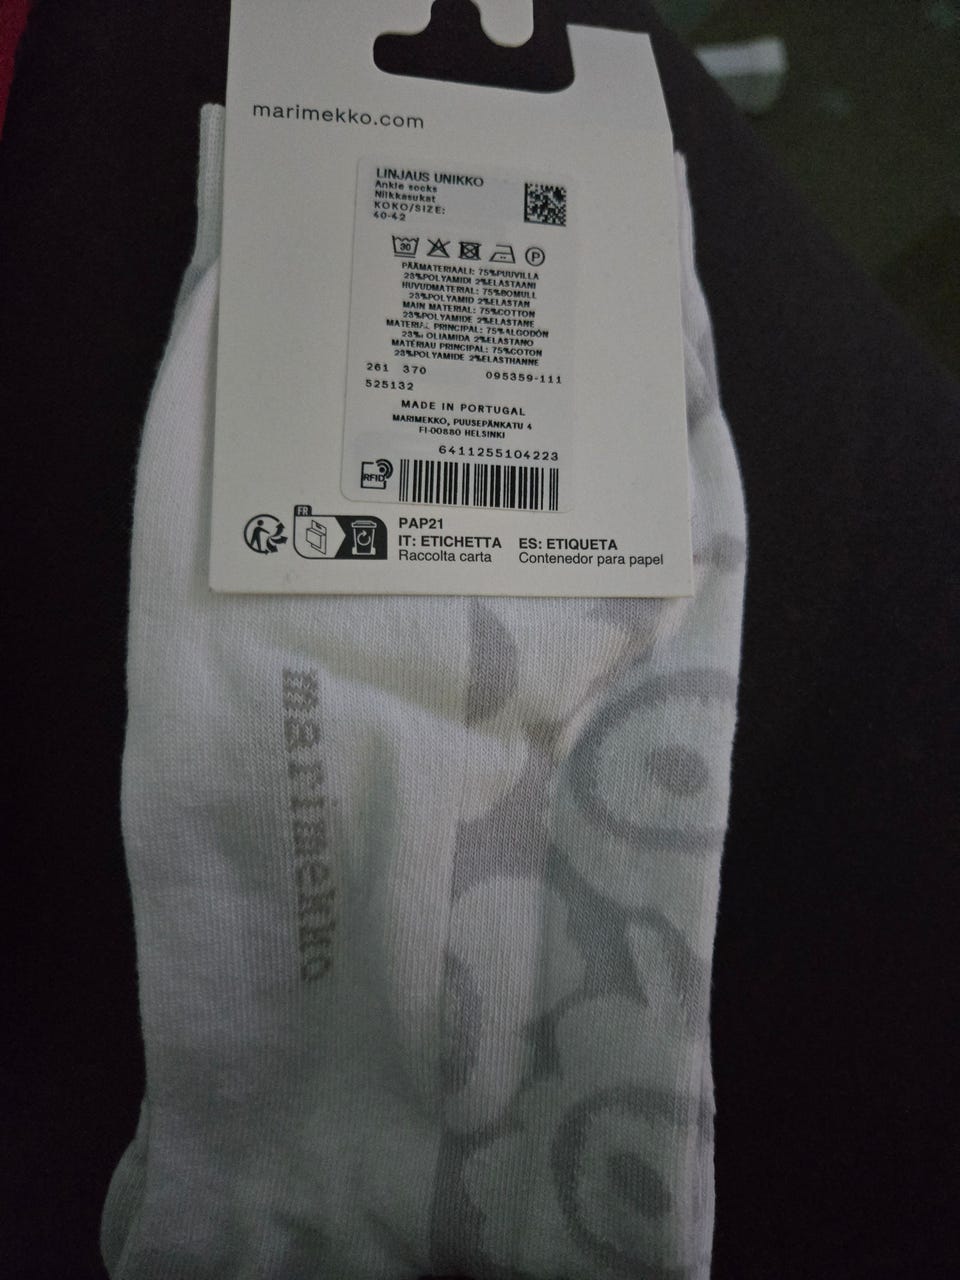 marimekko.com
LINJAUS UNIKKO
Ankle socks
Nilkkasukat
KOKO/SIZE:
40-42
30
P
PÄÄMATERIAALI: 75%PUUVILLA
23%POLYAMIDI 2%ELASTAANI
HUVUDMATERIAL: 75%BOMULL
23%POLYAMID 2%ELASTAN
MAIN MATERIAL: 75%COTTON
23%POLYAMIDE 2%ELASTANE
MATERIAL PRINCIPAL: 75%ALGODÓN
23% OLIAMIDA 2%ELASTANO
MATÉRIAU PRINCIPAL: 75%COTON
23%POLYAMIDE 2%ELASTHANNE
261 370 095359-111
525132
MADE IN PORTUGAL
MARIMEKKO, PUUSEPÄNKATU 4
FI-00880 HELSINKI
6411255104223
RFID
FR
PAP21
IT: ETICHETTA ES: ETIQUETA
Raccolta carta Contenedor para papel
marimekko